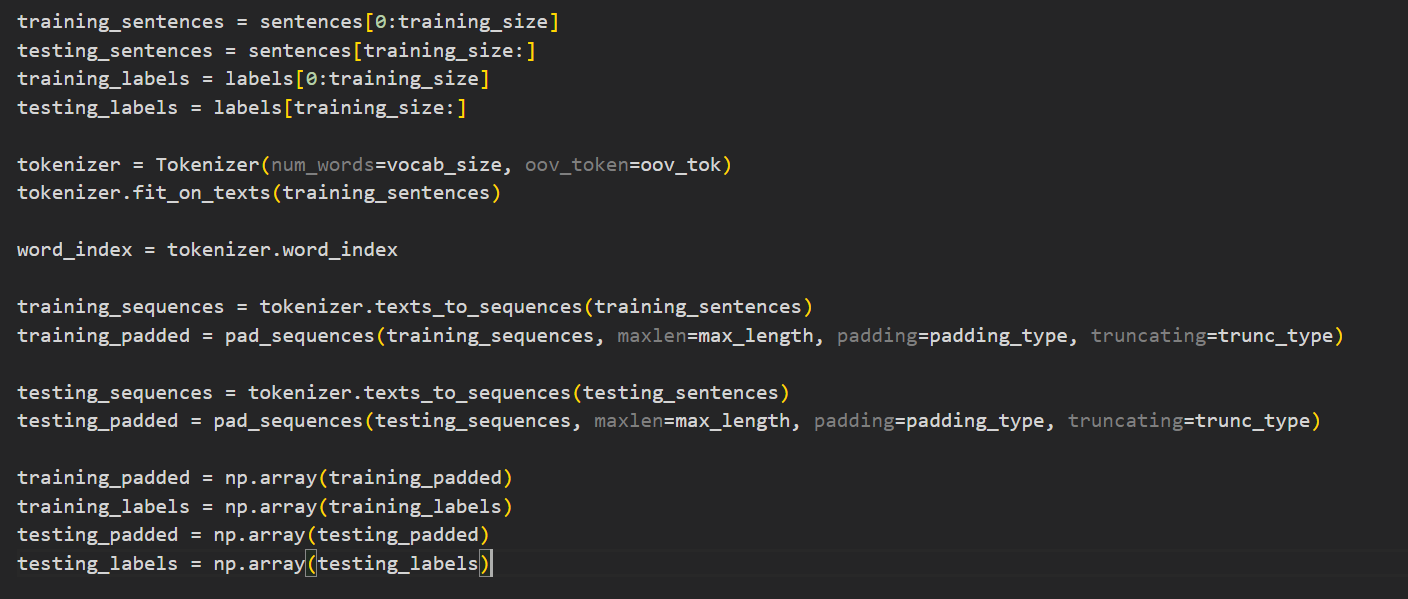 training_sentences = sentences[0:training_size]
testing_sentences = sentences[training_size:]
training_labels = labels[0:training_size]
testing_labels = labels[training_size:]
tokenizer = Tokenizer(num_words=vocab_size, oov_token=oov_tok)
tokenizer.fit_on_texts(training_sentences)
word_index = tokenizer.word_index
training_sequences = tokenizer.texts_to_sequences(training_sentences)
training_padded = pad_sequences(training_sequences, maxlen=max_length, padding=padding_type, truncating=trunc_type)
testing_sequences = tokenizer.texts_to_sequences(testing_sentences)
testing_padded = pad_sequences(testing_sequences, maxlen=max_length, padding=padding_type, truncating=trunc_type)
training_padded = np.array(training_padded)
training_labels = np.array(training_labels)
testing_padded = np.array(testing_padded)
testing_labels = np.array(testing_labels)